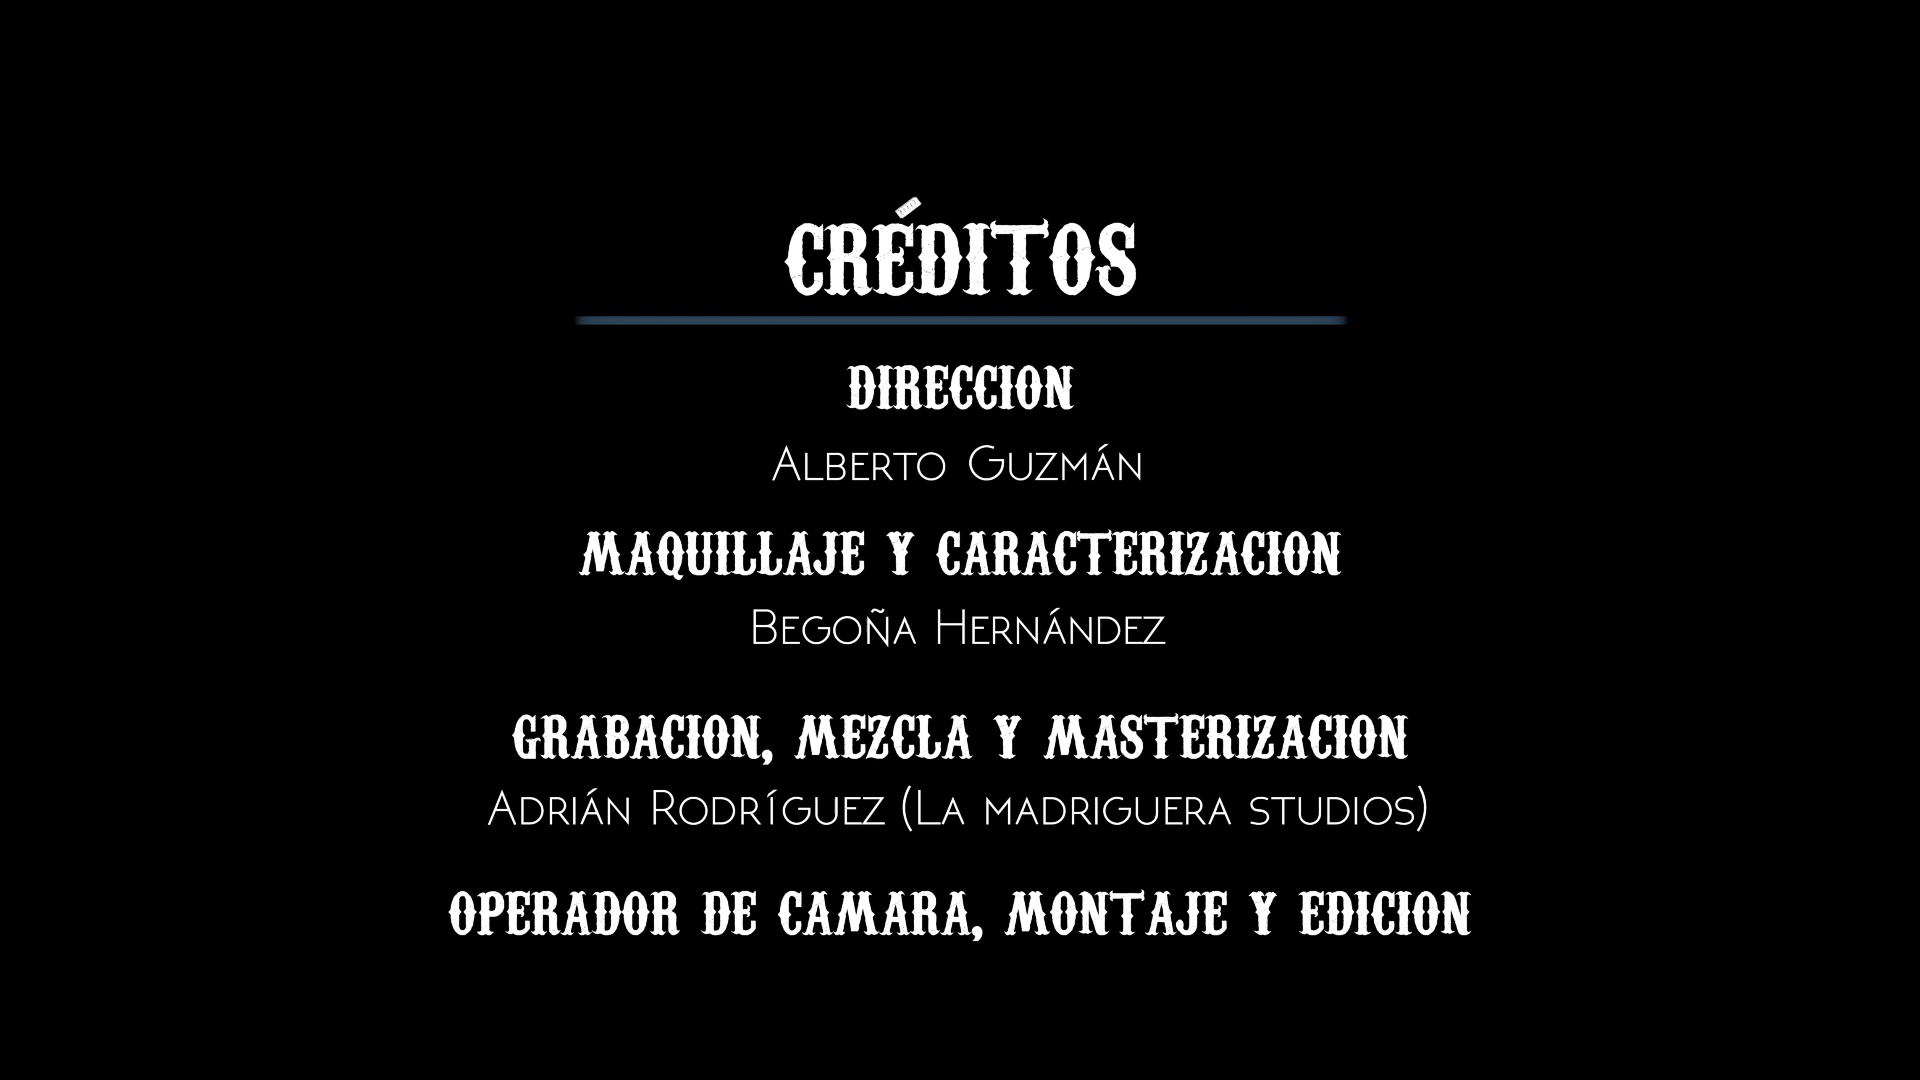 CRÉDITOS
DIRECCION
Alberto Guzmán
MAQUILLAJE Y CARACTERIZACION
Begoña Hernández
GRABACION, MEZCLA Y MASTERIZACION
Adrián Rodríguez (La madriguera studios)
OPERADOR DE CAMARA, MONTAJE Y EDICION